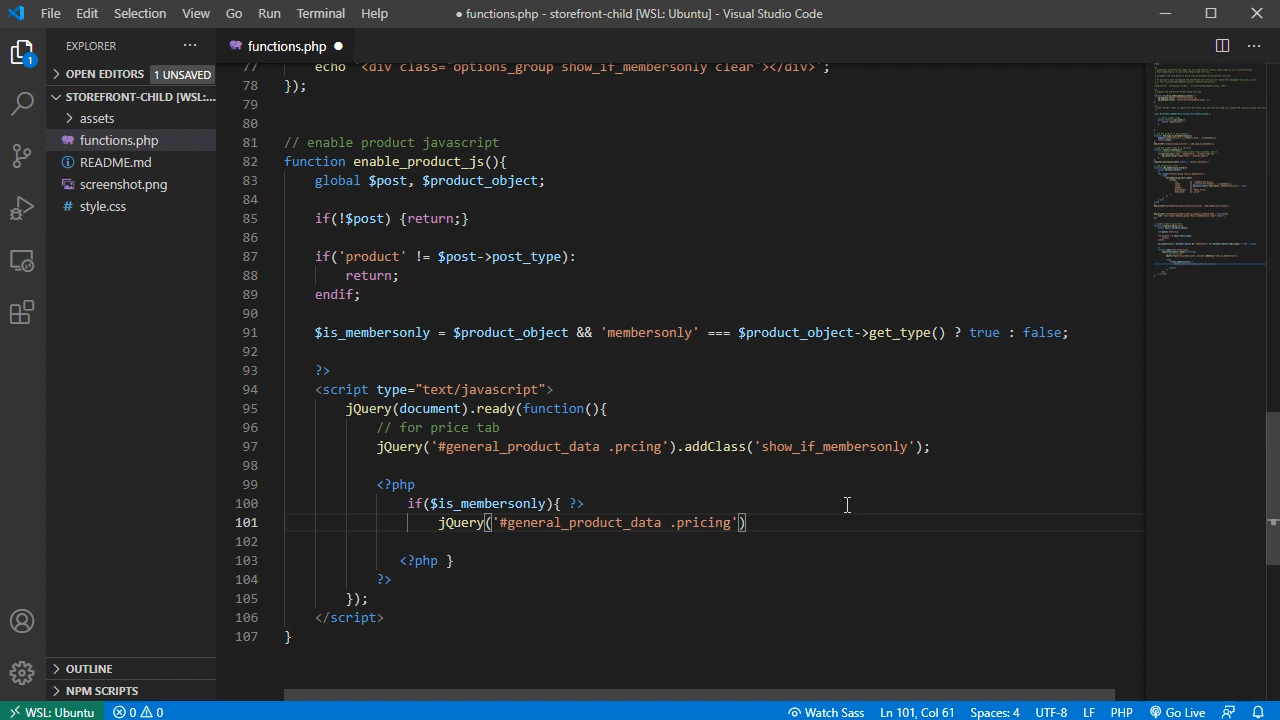 File Edit Selection View Go Run Terminal Help
● functions.php - storefront-child [WSL: Ubuntu] - Visual Studio Code
1
EXPLORER
OPEN EDITORS 1 UNSAVED
STOREFRONT-CHILD [WSL:...
assets
functions.php
README.md
screenshot.png
style.css
OUTLINE
NPM SCRIPTS
functions.php
77 echo '<div class="options_group show_if_membersonly clear"></div>';
78 });
79
80
81 // enable product javascript
82 function enable_product_js(){
83 global $post, $product_object;
84
85 if(!$post) {return;}
86
87 if('product' != $post->post_type):
88 return;
89 endif;
90
91 $is_membersonly = $product_object && 'membersonly' === $product_object->get_type() ? true : false;
92
93 ?>
94 <script type="text/javascript">
95 jQuery(document).ready(function(){
96 // for price tab
97 jQuery('#general_product_data .prcing').addClass('show_if_membersonly');
98
99 <?php
100 if($is_membersonly){ ?>
101 jQuery('#general_product_data .pricing')
102
103 <?php }
104 ?>
105 });
106 </script>
107 }
WSL: Ubuntu 0 0 Watch Sass Ln 101, Col 61 Spaces: 4 UTF-8 LF PHP Go Live